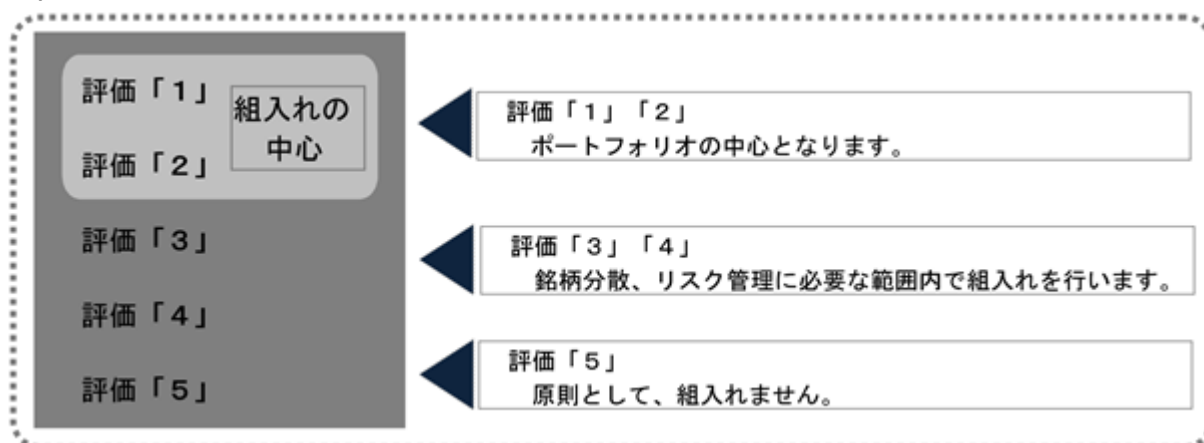 評価「１」
評価「２」
組入れの
中心
評価「３」
評価「４」
評価「５」
評価「１」「２」
ポートフォリオの中心となります。
評価「３」「４」
銘柄分散、リスク管理に必要な範囲内で組入れを行います。
評価「５」
原則として、組入れません。